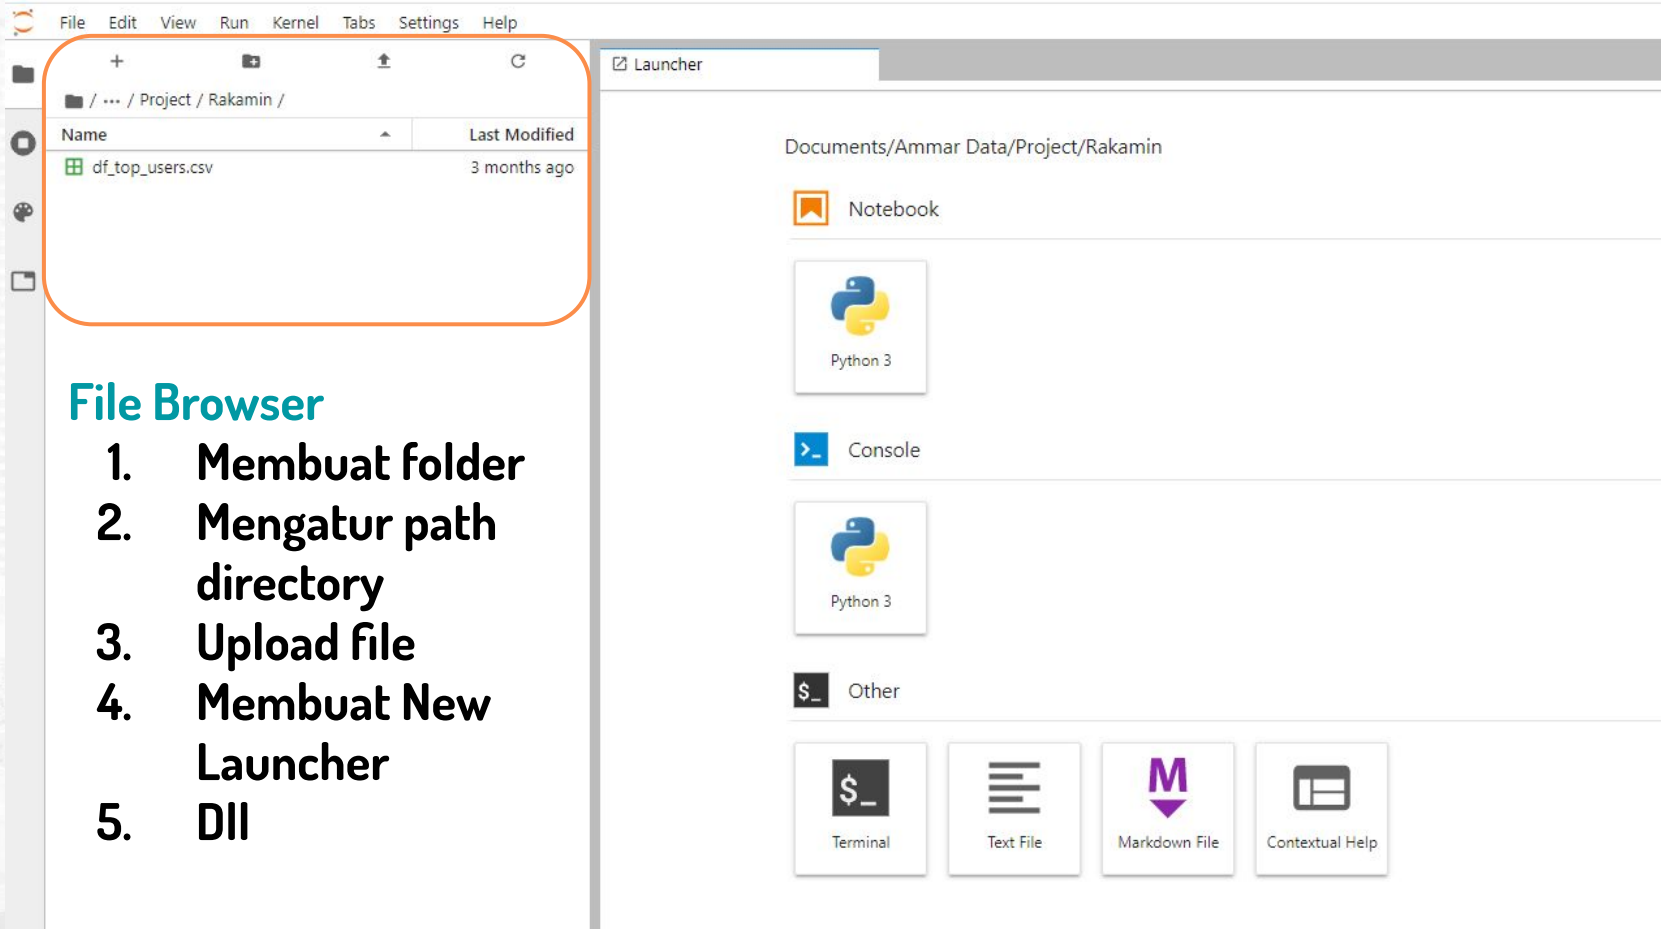 File Edit View Run Kernel Tabs Settings Help
/ ··· / Project / Rakamin /
Name Last Modified
df_top_users.csv 3 months ago
File Browser
1. Membuat folder
2. Mengatur path
directory
3. Upload file
4. Membuat New
Launcher
5. Dll
Launcher
Documents/Ammar Data/Project/Rakamin
Notebook
Python 3
Console
Python 3
$_ Other
$_
Terminal Text File Markdown File Contextual Help